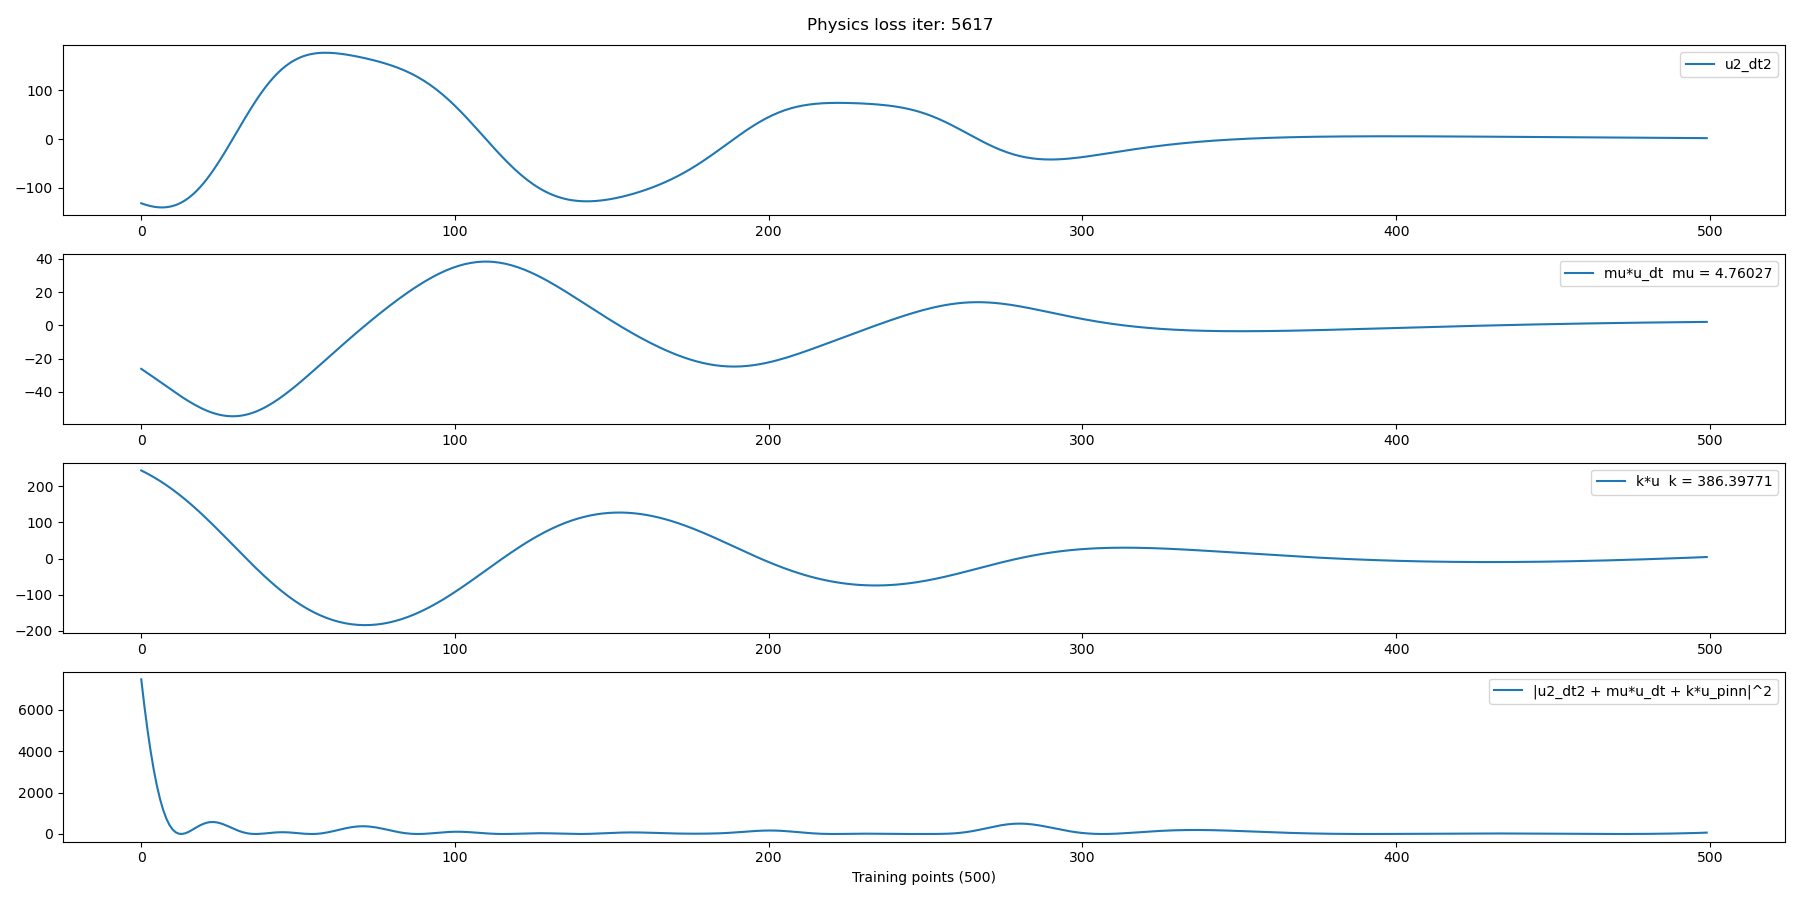 Physics loss iter: 5617
u2_dt2
100
0
−100
0 100 200 300 400 500
mu*u_dt mu = 4.76027
40
20
0
−20
−40
0 100 200 300 400 500
k*u k = 386.39771
200
100
0
−100
−200
0 100 200 300 400 500
|u2_dt2 + mu*u_dt + k*u_pinn|^2
6000
4000
2000
0
0 100 200 300 400 500
Training points (500)